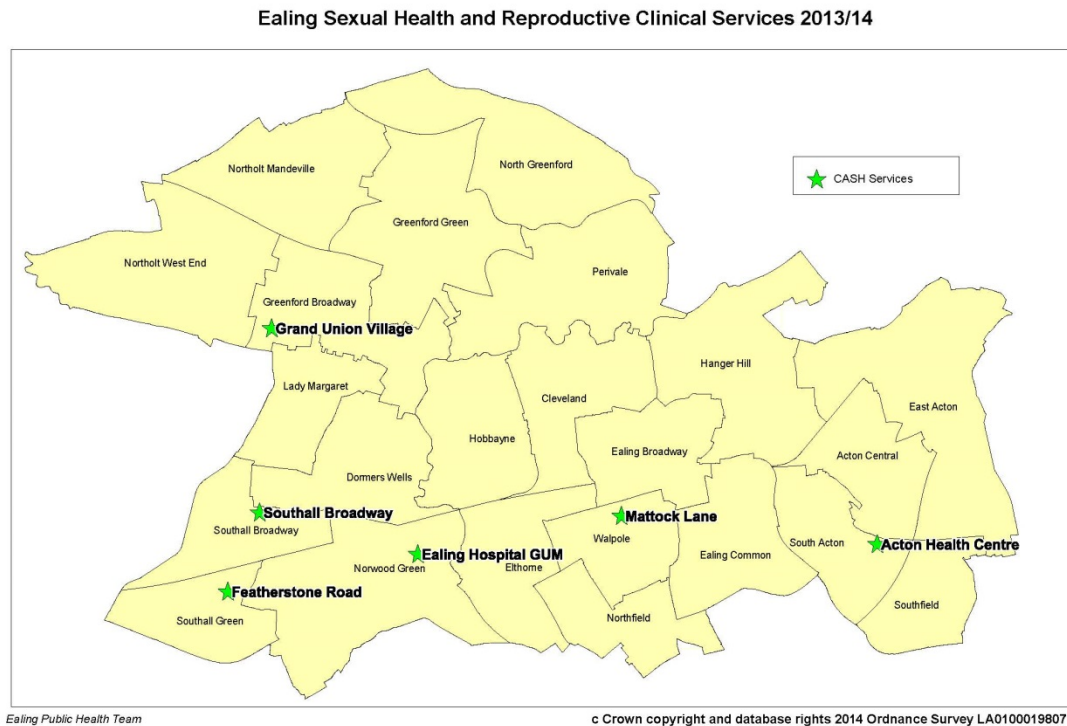 Ealing Sexual Health and Reproductive Clinical Services 2013/14
CASH Services
Northolt Mandeville
North Greenford
Greenford Green
Northolt West End
Perivale
Greenford Broadway
Grand Union Village
Hanger Hill
Lady Margaret
Cleveland
East Acton
Hobbayne
Ealing Broadway
Acton Central
Dormers Wells
Southall Broadway
Southall Broadway
Mattock Lane
Walpole
South Acton
Acton Health Centre
Ealing Hospital GUM
Ealing Common
Norwood Green
Elthorne
Featherstone Road
Southall Green
Northfield
Southfield
Ealing Public Health Team
c Crown copyright and database rights 2014 Ordnance Survey LA0100019807